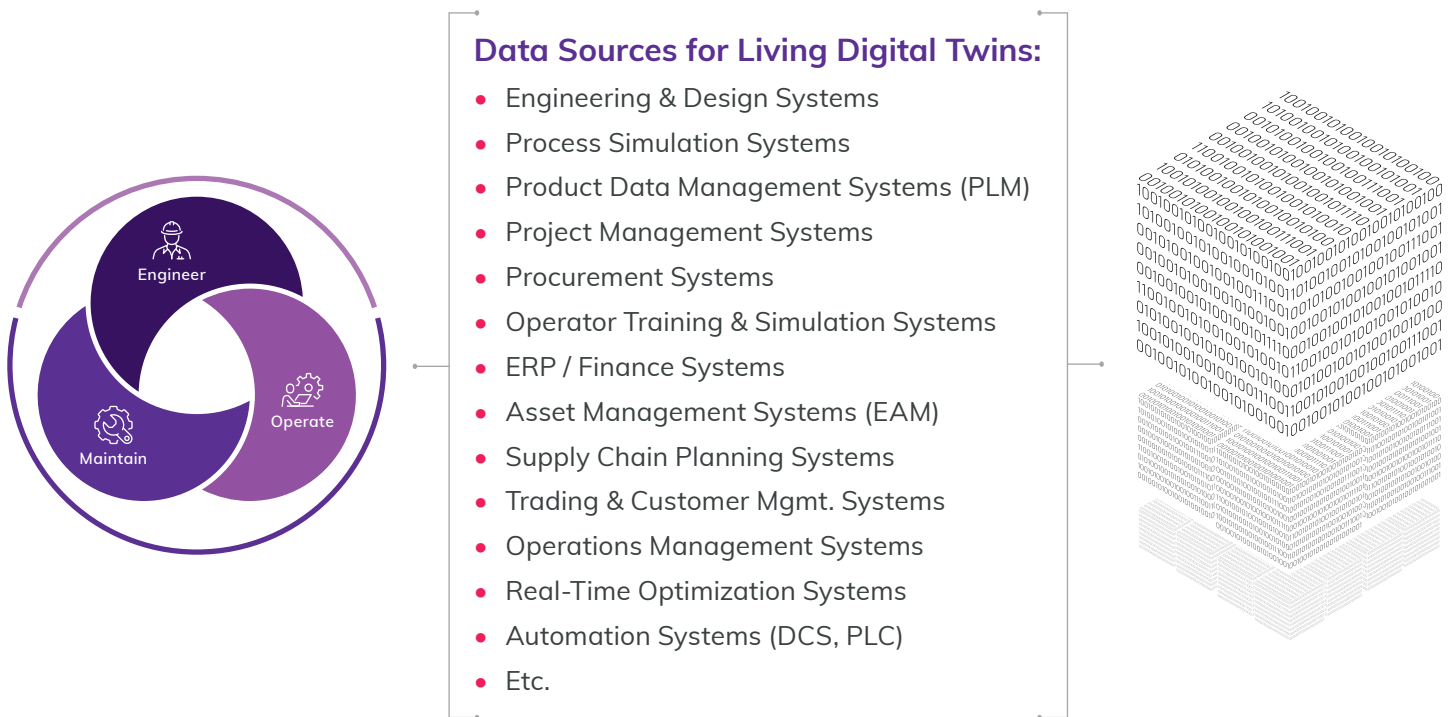 Data Sources for Living Digital Twins:
Engineer
Operate
Maintain
• Engineering & Design Systems
• Process Simulation Systems
• Product Data Management Systems (PLM)
• Project Management Systems
• Procurement Systems
• Operator Training & Simulation Systems
• ERP / Finance Systems
• Asset Management Systems (EAM)
• Supply Chain Planning Systems
• Trading & Customer Mgmt. Systems
• Operations Management Systems
• Real-Time Optimization Systems
• Automation Systems (DCS, PLC)
• Etc.